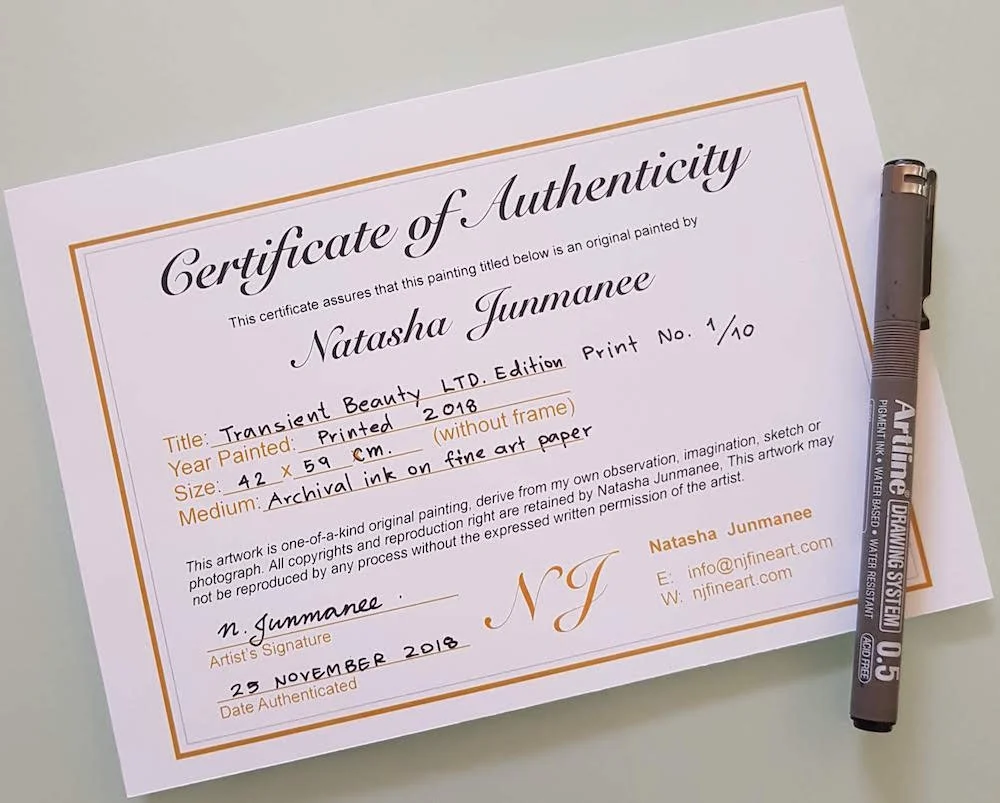 Certificate of Authenticity
This certificate assures that this painting titled below is an original painted by
Natasha Junmanee
Title: Transient Beauty LTD. Edition Print No. 1/10
Year Painted: Printed 2018
Size: 42 x 59 cm. (without frame)
Medium: Archival ink on fine art paper
This artwork is one-of-a-kind original painting, derive from my own observation, imagination, sketch or
photograph. All copyrights and reproduction right are retained by Natasha Junmanee, This artwork may
not be reproduced by any process without the expressed written permission of the artist.
n. Junmanee.
Artist's Signature
25 NOVEMBER 2018
Date Authenticated
NJ
Natasha Junmanee
E: info@njfineart.com
W: njfineart.com
Artline® DRAWING SYSTEM 0.5
PIGMENT INK • WATER BASED • WATER RESISTANT
ACID FREE